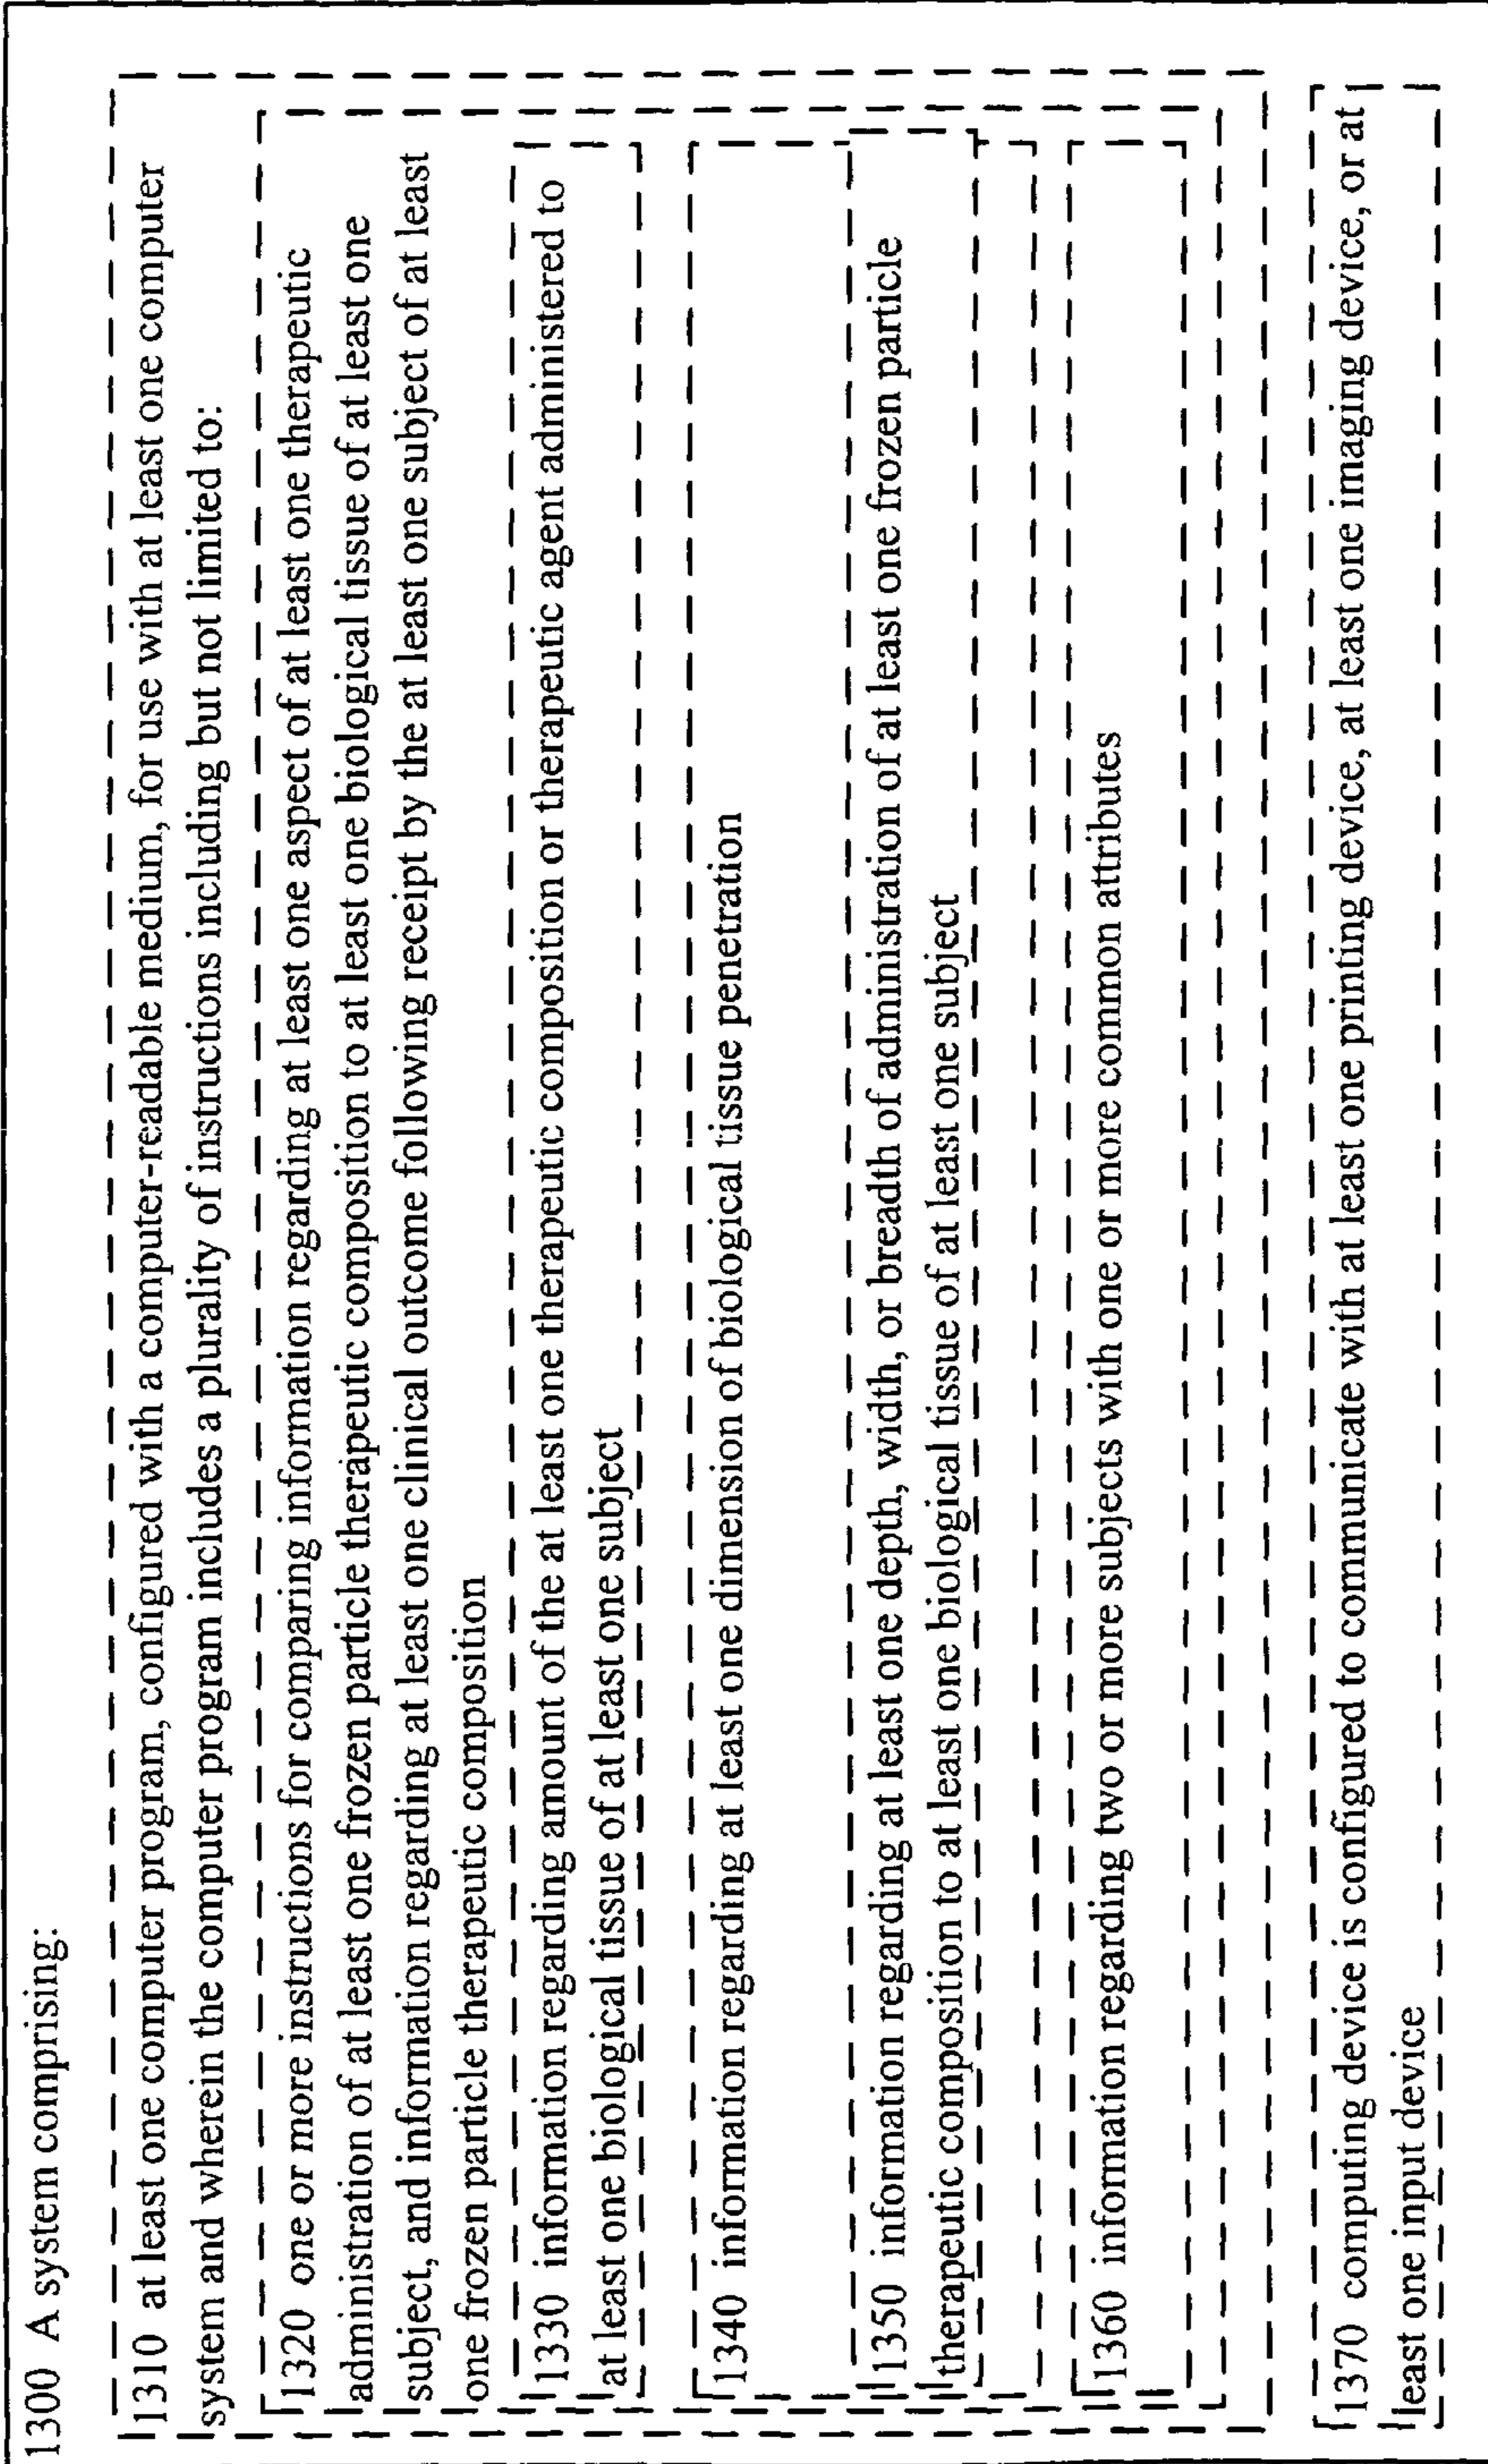 1300 A system comprising:
1310 at least one computer program, configured with a computer-readable medium, for use with at least one computer
system and wherein the computer program includes a plurality of instructions including but not limited to:
1320 one or more instructions for comparing information regarding at least one aspect of at least one therapeutic
administration of at least one frozen particle therapeutic composition to at least one biological tissue of at least one
subject, and information regarding at least one clinical outcome following receipt by the at least one subject of at least
one frozen particle therapeutic composition
1330 information regarding amount of the at least one therapeutic composition or therapeutic agent administered to
at least one biological tissue of at least one subject
1340 information regarding at least one dimension of biological tissue penetration
1350 information regarding at least one depth, width, or breadth of administration of at least one frozen particle
therapeutic composition to at least one biological tissue of at least one subject
1360 information regarding two or more subjects with one or more common attributes
1370 computing device is configured to communicate with at least one printing device, at least one imaging device, or at
least one input device